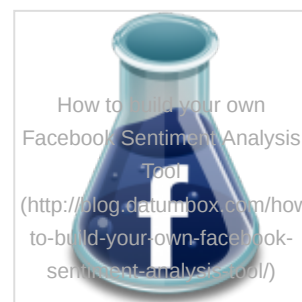 How to build your own
Facebook Sentiment Analysis
Tool
(http://blog.datumbox.com/how
to-build-your-own-facebook-
sentiment-analysis-tool/)
f